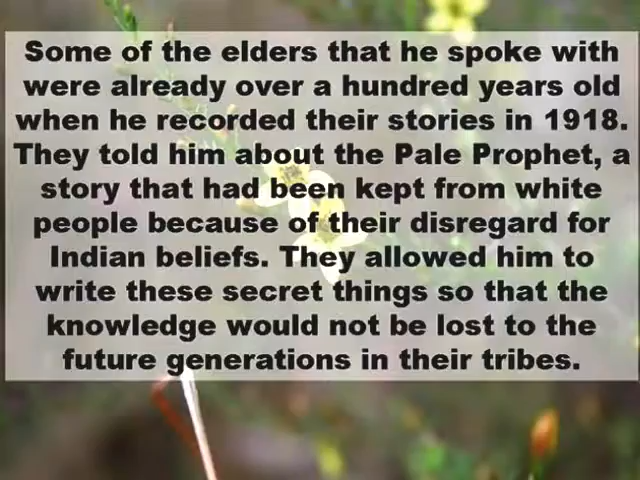 Some of the elders that he spoke with
were already over a hundred years old
when he recorded their stories in 1918.
They told him about the Pale Prophet, a
story that had been kept from white
people because of their disregard for
Indian beliefs. They allowed him to
write these secret things so that the
knowledge would not be lost to the
future generations in their tribes.